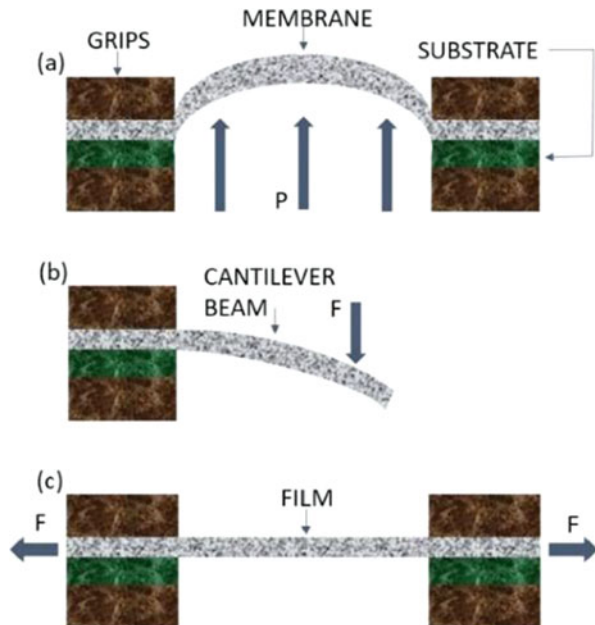 MEMBRANE
GRIPS
SUBSTRATE
(a)
P
(b)
CANTILEVER
BEAM
F
(c)
FILM
F
F